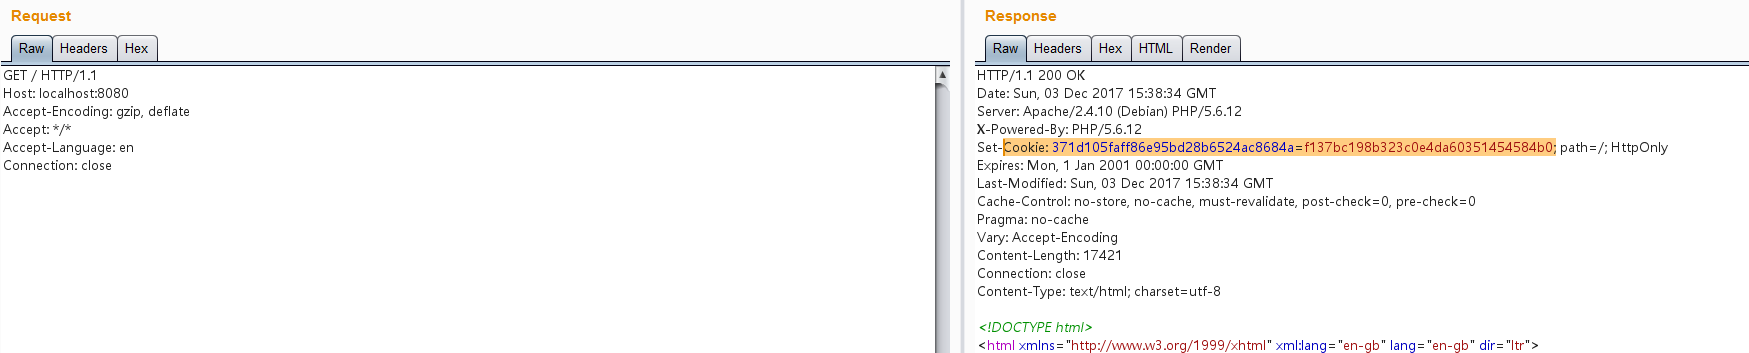 Request
Raw Headers Hex
GET / HTTP/1.1
Host: localhost:8080
Accept-Encoding: gzip, deflate
Accept: */*
Accept-Language: en
Connection: close
Response
Raw Headers Hex HTML Render
HTTP/1.1 200 OK
Date: Sun, 03 Dec 2017 15:38:34 GMT
Server: Apache/2.4.10 (Debian) PHP/5.6.12
X-Powered-By: PHP/5.6.12
Set-Cookie: 371d105faff86e95bd28b6524ac8684a=f137bc198b323c0e4da60351454584b0; path=/; HttpOnly
Expires: Mon, 1 Jan 2001 00:00:00 GMT
Last-Modified: Sun, 03 Dec 2017 15:38:34 GMT
Cache-Control: no-store, no-cache, must-revalidate, post-check=0, pre-check=0
Pragma: no-cache
Vary: Accept-Encoding
Content-Length: 17421
Connection: close
Content-Type: text/html; charset=utf-8
<!DOCTYPE html>
<html xmlns="http://www.w3.org/1999/xhtml" xml:lang="en-gb" lang="en-gb" dir="ltr">